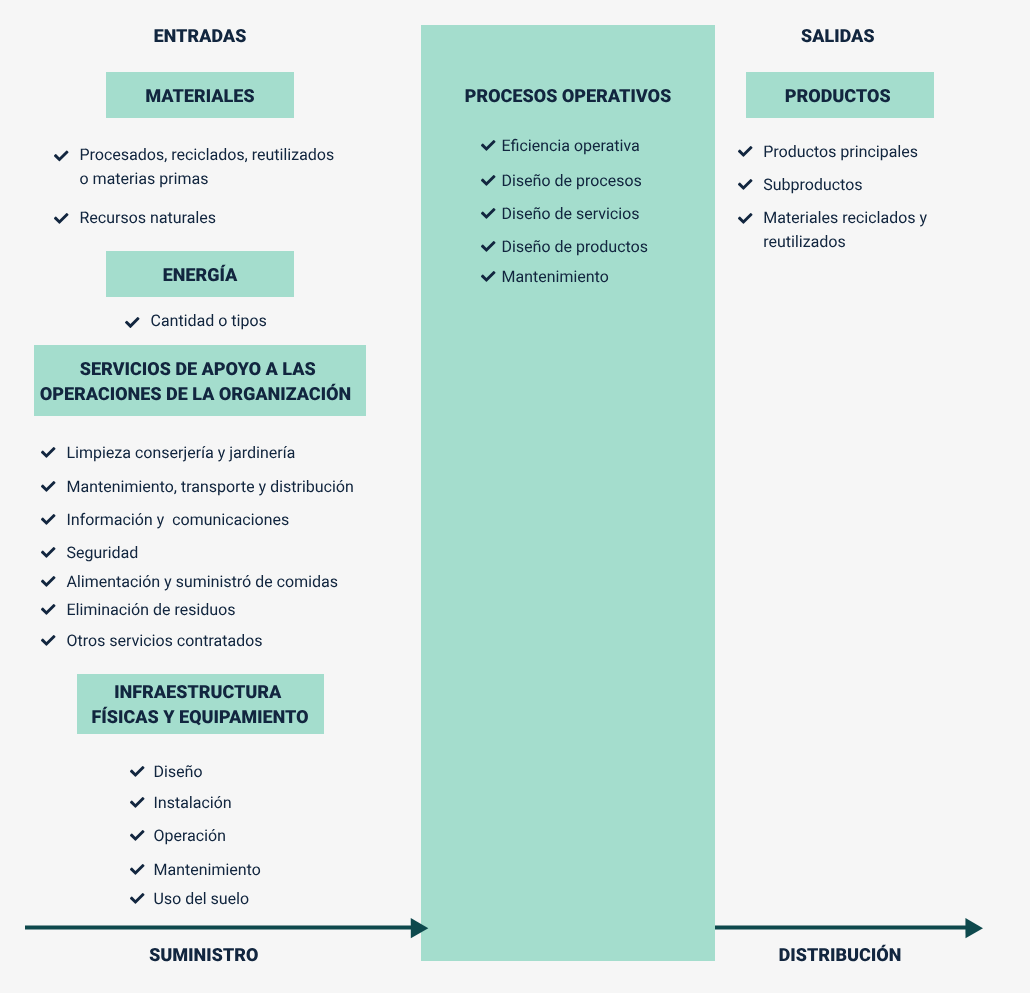 ENTRADAS
MATERIALES
Procesados, reciclados, reutilizados
o materias primas
Recursos naturales
ENERGÍA
Cantidad o tipos
SERVICIOS DE APOYO A LAS
OPERACIONES DE LA ORGANIZACIÓN
Limpieza conserjería y jardinería
Mantenimiento, transporte y distribución
Información y  comunicaciones
Seguridad
Alimentación y suministró de comidas
Eliminación de residuos
Otros servicios contratados
INFRAESTRUCTURA
FÍSICAS Y EQUIPAMIENTO
Diseño
Instalación
Operación
Mantenimiento
Uso del suelo
SUMINISTRO
PROCESOS OPERATIVOS
Eficiencia operativa
Diseño de procesos
Diseño de servicios
Diseño de productos
Mantenimiento
SALIDAS
PRODUCTOS
Productos principales
Subproductos
Materiales reciclados y
reutilizados
DISTRIBUCIÓN